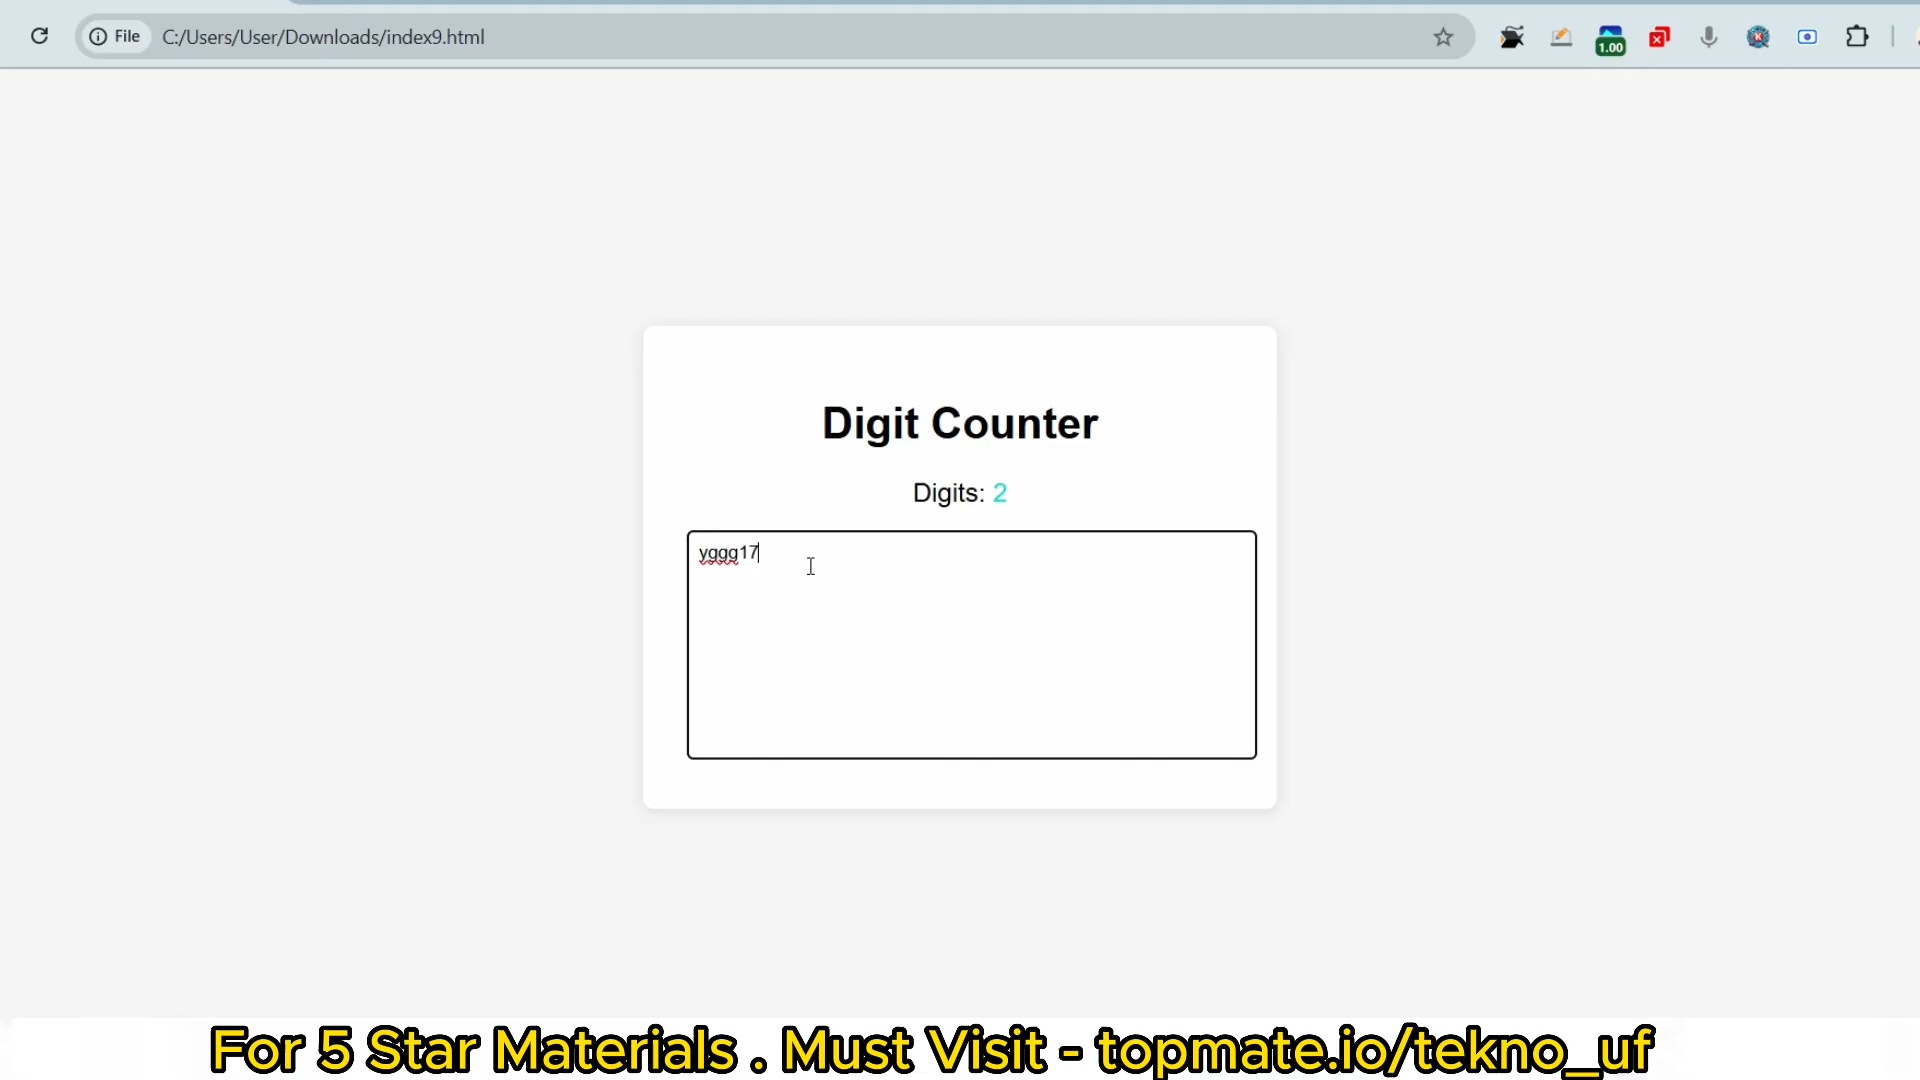 File
C:/Users/User/Downloads/index9.html
1.00
Digit Counter
Digits: 2
yggg17
For 5 Star Materials . Must Visit - topmate.io/tekno_uf